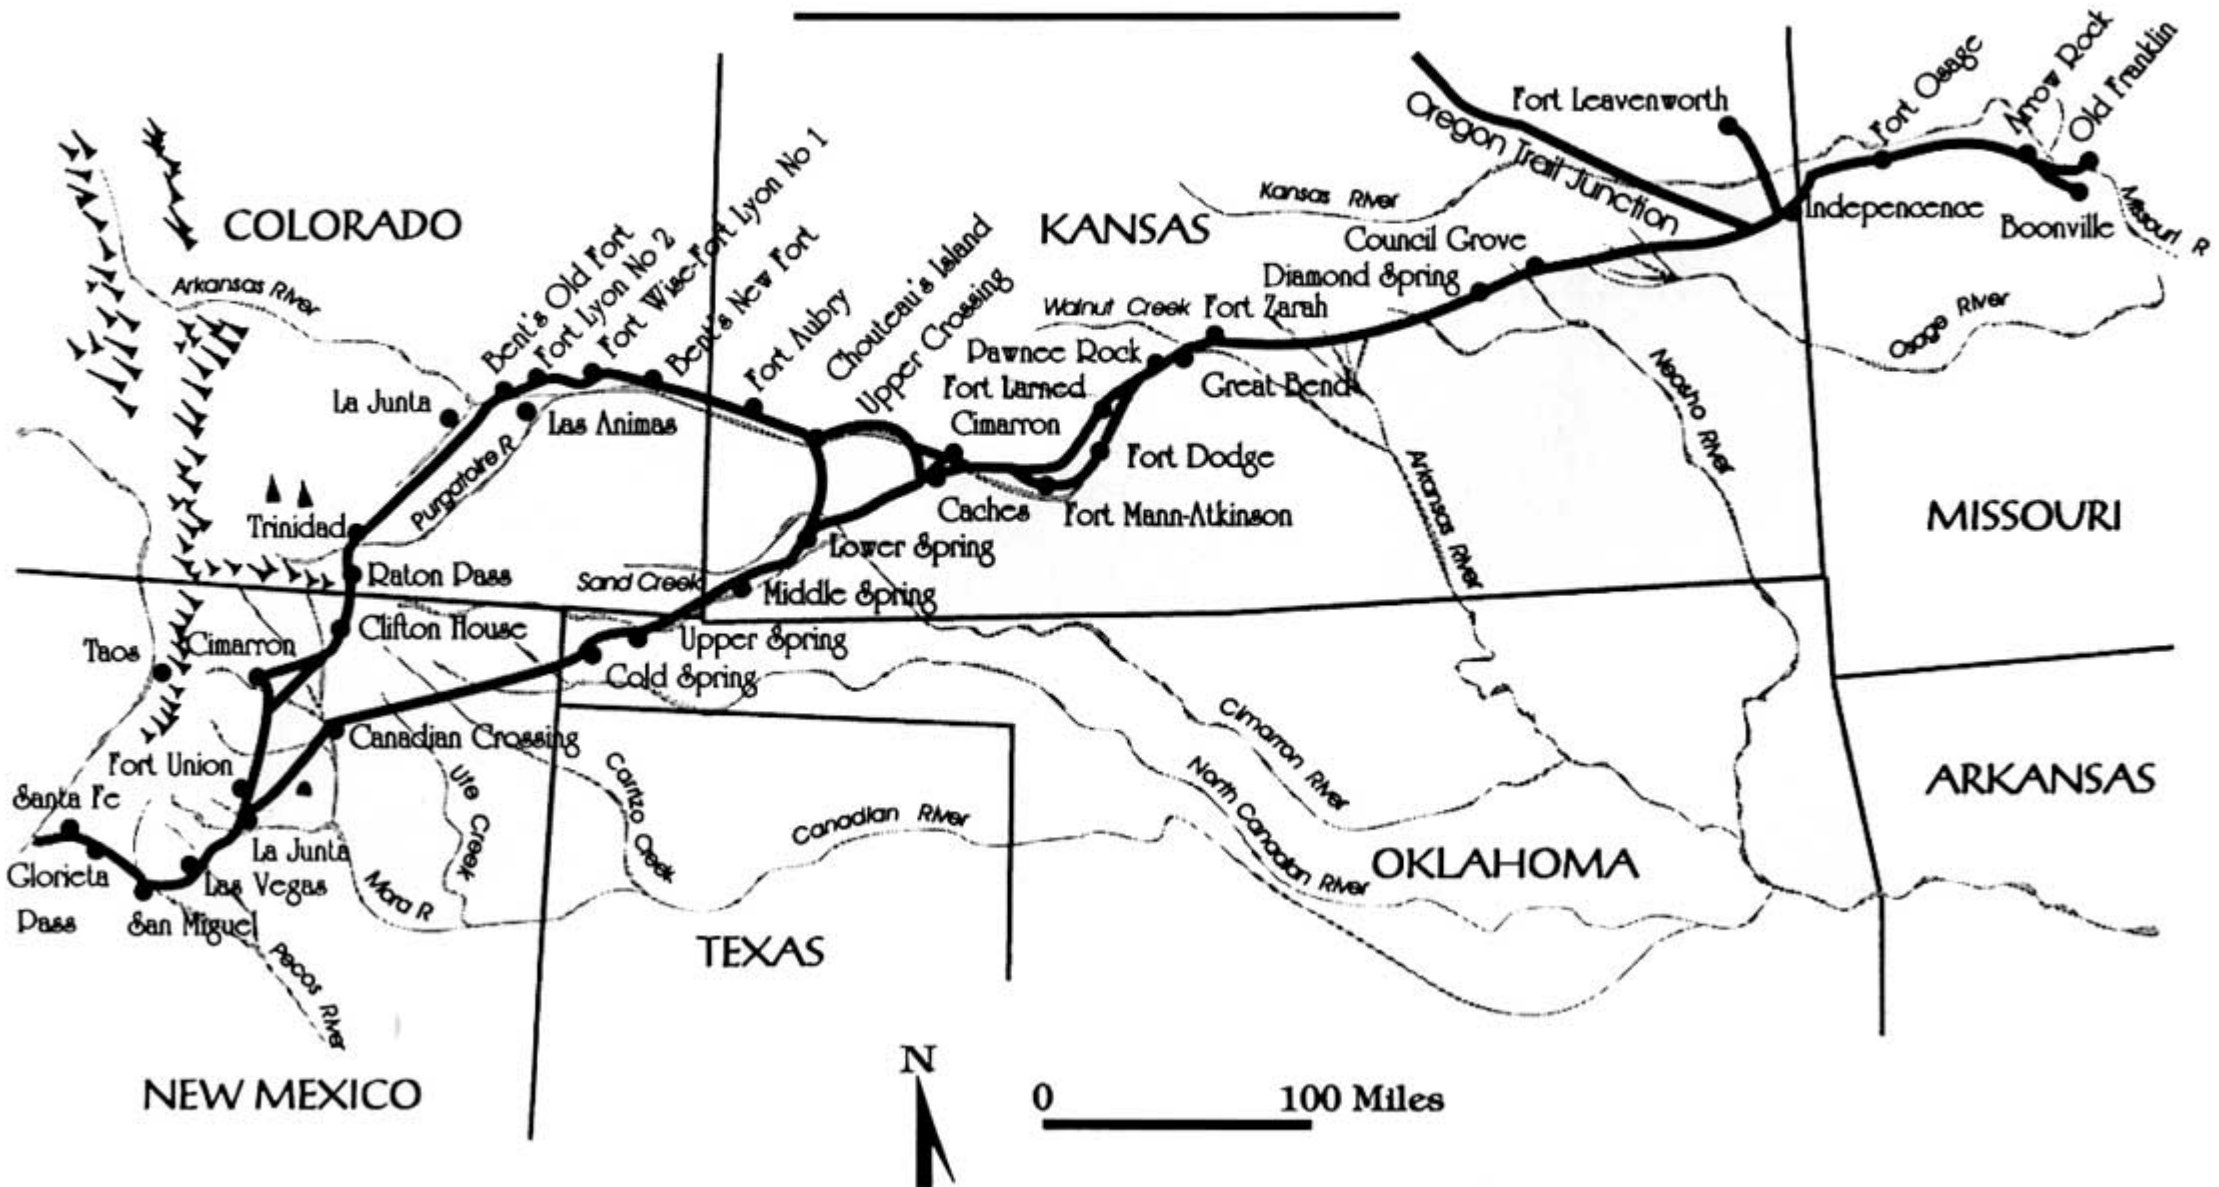 Fort Osage
Arrow Rock
Old Franklin
Fort Leavenworth
Oregon Trail Junction
Kansas River
Indepencence
Boonville
Missouri R
COLORADO
KANSAS
Council Grove
Diamond Spring
Arkansas River
Bent's Old Fort
Fort Lyon No 2
Fort Wise-Fort Lyon No 1
Bent's New Fort
Fort Aubry
Chouteau's Island
Upper Crossing
Walnut Creek
Fort Zarah
Osage River
Pawnee Rock
Fort Larned
Great Bend
Neosho River
La Junta
Las Animas
Cimarron
Fort Dodge
Purgatoire R
Arkansas River
Caches
Fort Mann-Atkinson
MISSOURI
Trinidad
Lower Spring
Raton Pass
Sand Creek
Middle Spring
Clifton House
Taos
Cimarron
Upper Spring
Cold Spring
Canadian Crossing
Cimarron River
Fort Union
Ute Creek
Carrizo Creek
North Canadian River
ARKANSAS
Santa Fe
Canadian River
OKLAHOMA
La Junta
Glorieta
Pass
Las Vegas
Mora R
San Miguel
TEXAS
Pecos River
N
NEW MEXICO
0 100 Miles